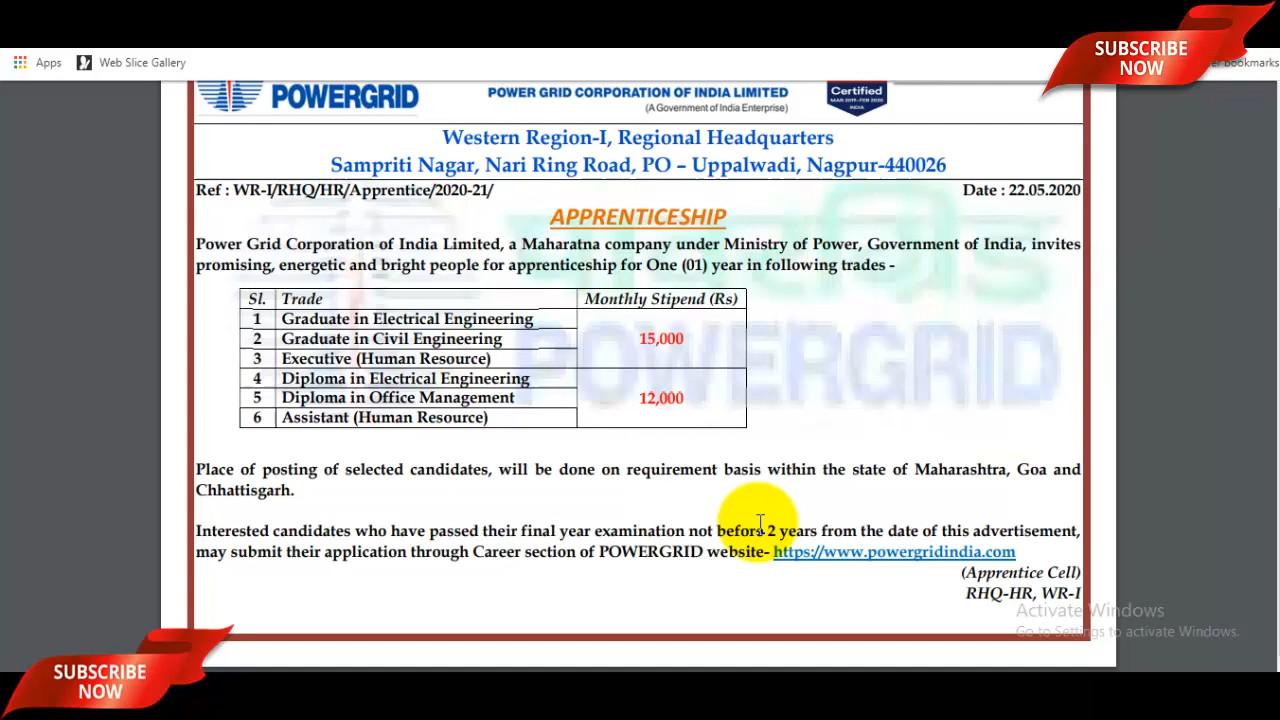 SUBSCRIBE
NOW
Apps Web Slice Gallery bookmarks
POWERGRID POWER GRID CORPORATION OF INDIA LIMITED Certified
(A Government of India Enterprise) MAR 2019-FEB 2020
INDIA
Western Region-I, Regional Headquarters
Sampriti Nagar, Nari Ring Road, PO – Uppalwadi, Nagpur-440026
Ref : WR-I/RHQ/HR/Apprentice/2020-21/ Date : 22.05.2020
APPRENTICESHIP
Power Grid Corporation of India Limited, a Maharatna company under Ministry of Power, Government of India, invites
promising, energetic and bright people for apprenticeship for One (01) year in following trades -
Sl. Trade Monthly Stipend (Rs)
1 Graduate in Electrical Engineering
2 Graduate in Civil Engineering 15,000
3 Executive (Human Resource)
4 Diploma in Electrical Engineering
5 Diploma in Office Management 12,000
6 Assistant (Human Resource)
POWERGRID
Place of posting of selected candidates, will be done on requirement basis within the state of Maharashtra, Goa and
Chhattisgarh.
Interested candidates who have passed their final year examination not before 2 years from the date of this advertisement,
may submit their application through Career section of POWERGRID website- https://www.powergridindia.com
(Apprentice Cell)
RHQ-HR, WR-I
Activate Windows
Go to Settings to activate Windows.
SUBSCRIBE
NOW